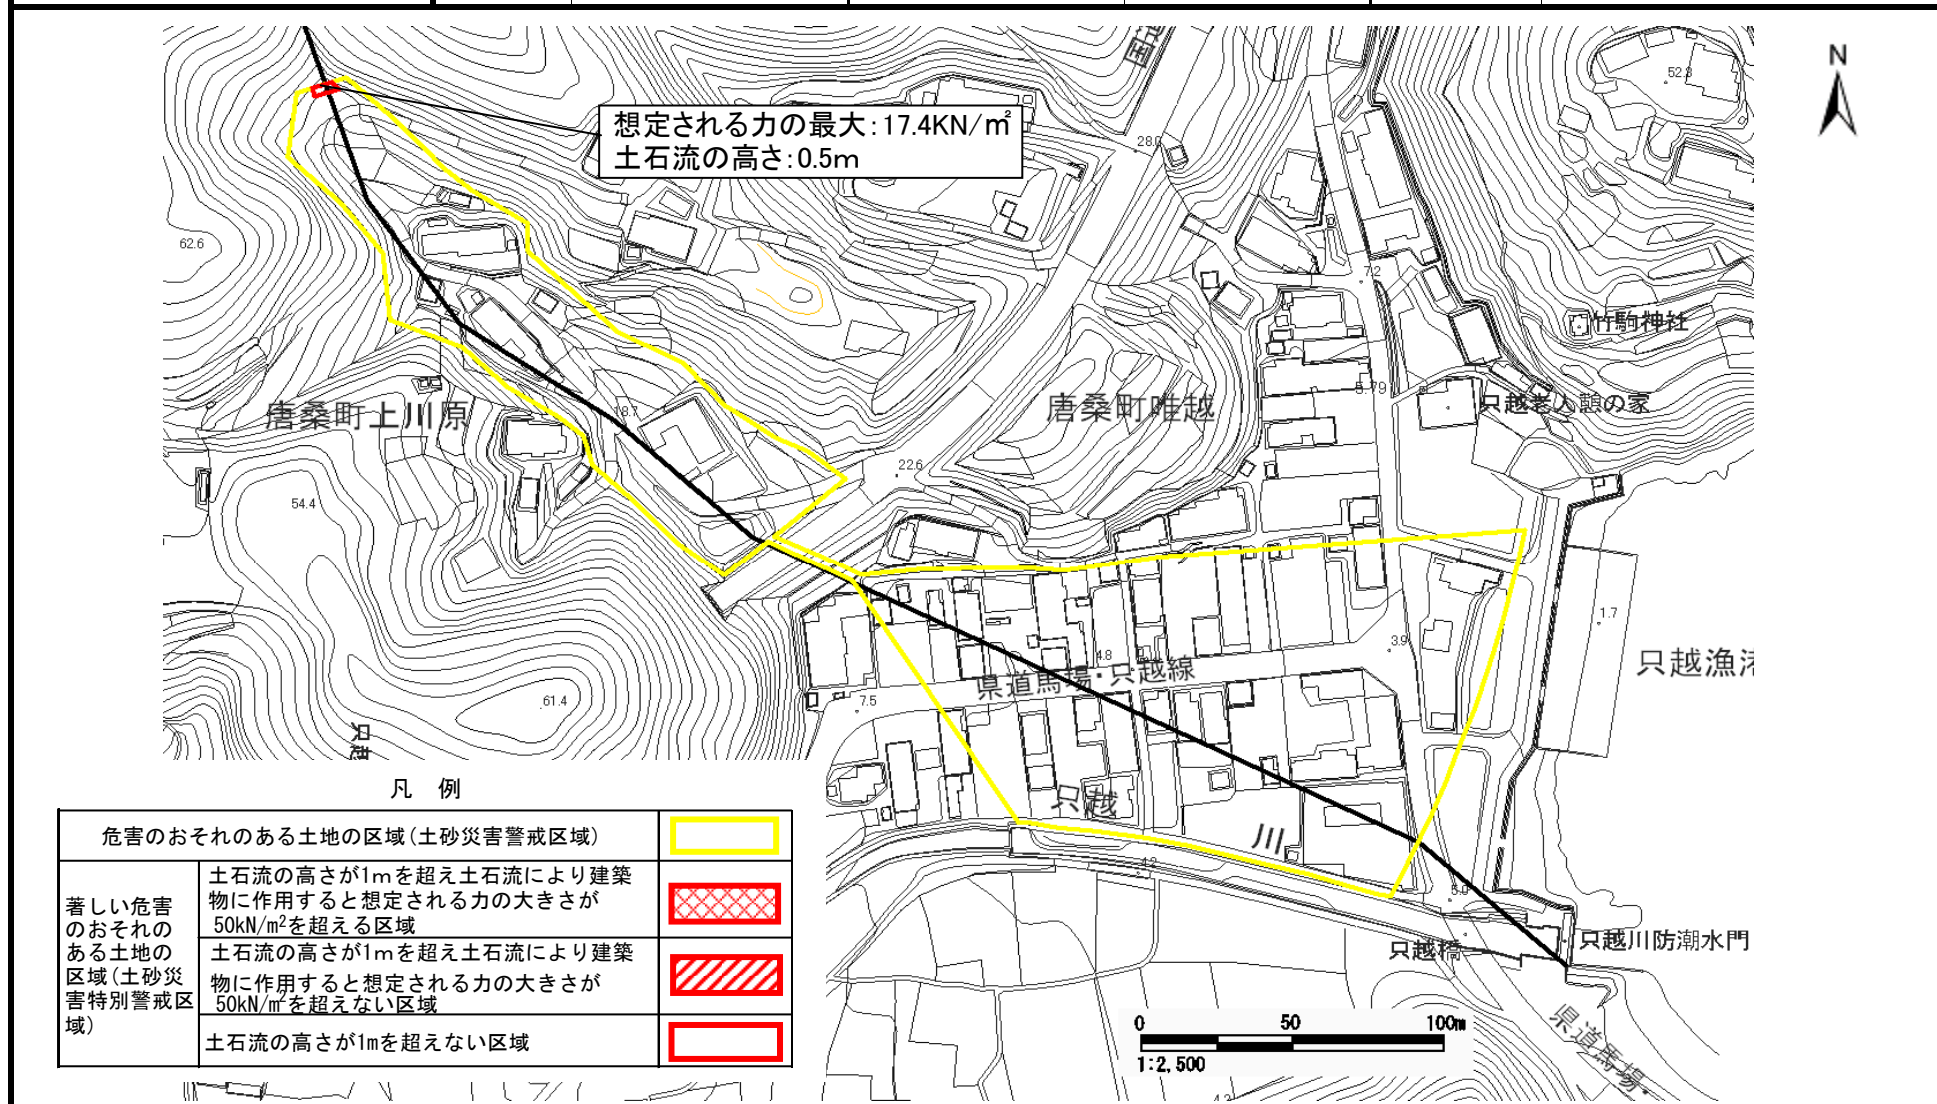 N
想定される力の最大:17.4KN/㎡
土石流の高さ:0.5m
52.3
28.0
62.6
7.2
竹駒神社
唐桑町上川原
18.7
唐桑町唯越
5.79
只越老人憩の家
22.6
54.4
1.7
3.9
4.8
県道馬場・只越線
只越漁港
7.5
61.4
只越
川
凡 例
危害のおそれのある土地の区域(土砂災害警戒区域)
著しい危害
のおそれの
ある土地の
区域(土砂災
害特別警戒区
域)
土石流の高さが1mを超え土石流により建築
物に作用すると想定される力の大きさが
50kN/m²を超える区域
土石流の高さが1mを超え土石流により建築
物に作用すると想定される力の大きさが
50kN/㎡を超えない区域
土石流の高さが1mを超えない区域
4.2
5.0
只越橋
只越川防潮水門
県道馬場・
0 50 100m
1:2,500